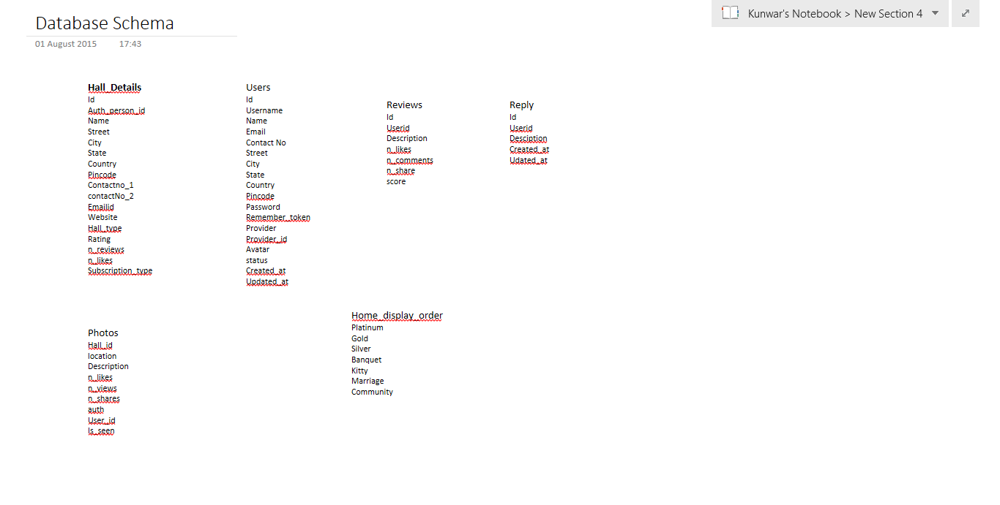 Database Schema
Kunwar's Notebook > New Section 4
01 August 2015 17:43
Hall_Details
Id
Auth_person_id
Name
Street
City
State
Country
Pincode
Contactno_1
contactNo_2
Emailid
Website
Hall_type
Rating
n_reviews
n_likes
Subscription_type
Users
Id
Username
Name
Email
Contact No
Street
City
State
Country
Pincode
Password
Remember_token
Provider
Provider_id
Avatar
status
Created_at
Updated_at
Reviews
Id
Userid
Description
n_likes
n_comments
n_share
score
Reply
Id
Userid
Desciption
Created_at
Udated_at
Photos
Hall_id
location
Description
n_likes
n_views
n_shares
auth
User_id
Is_seen
Home_display_order
Platinum
Gold
Silver
Banquet
Kitty
Marriage
Community